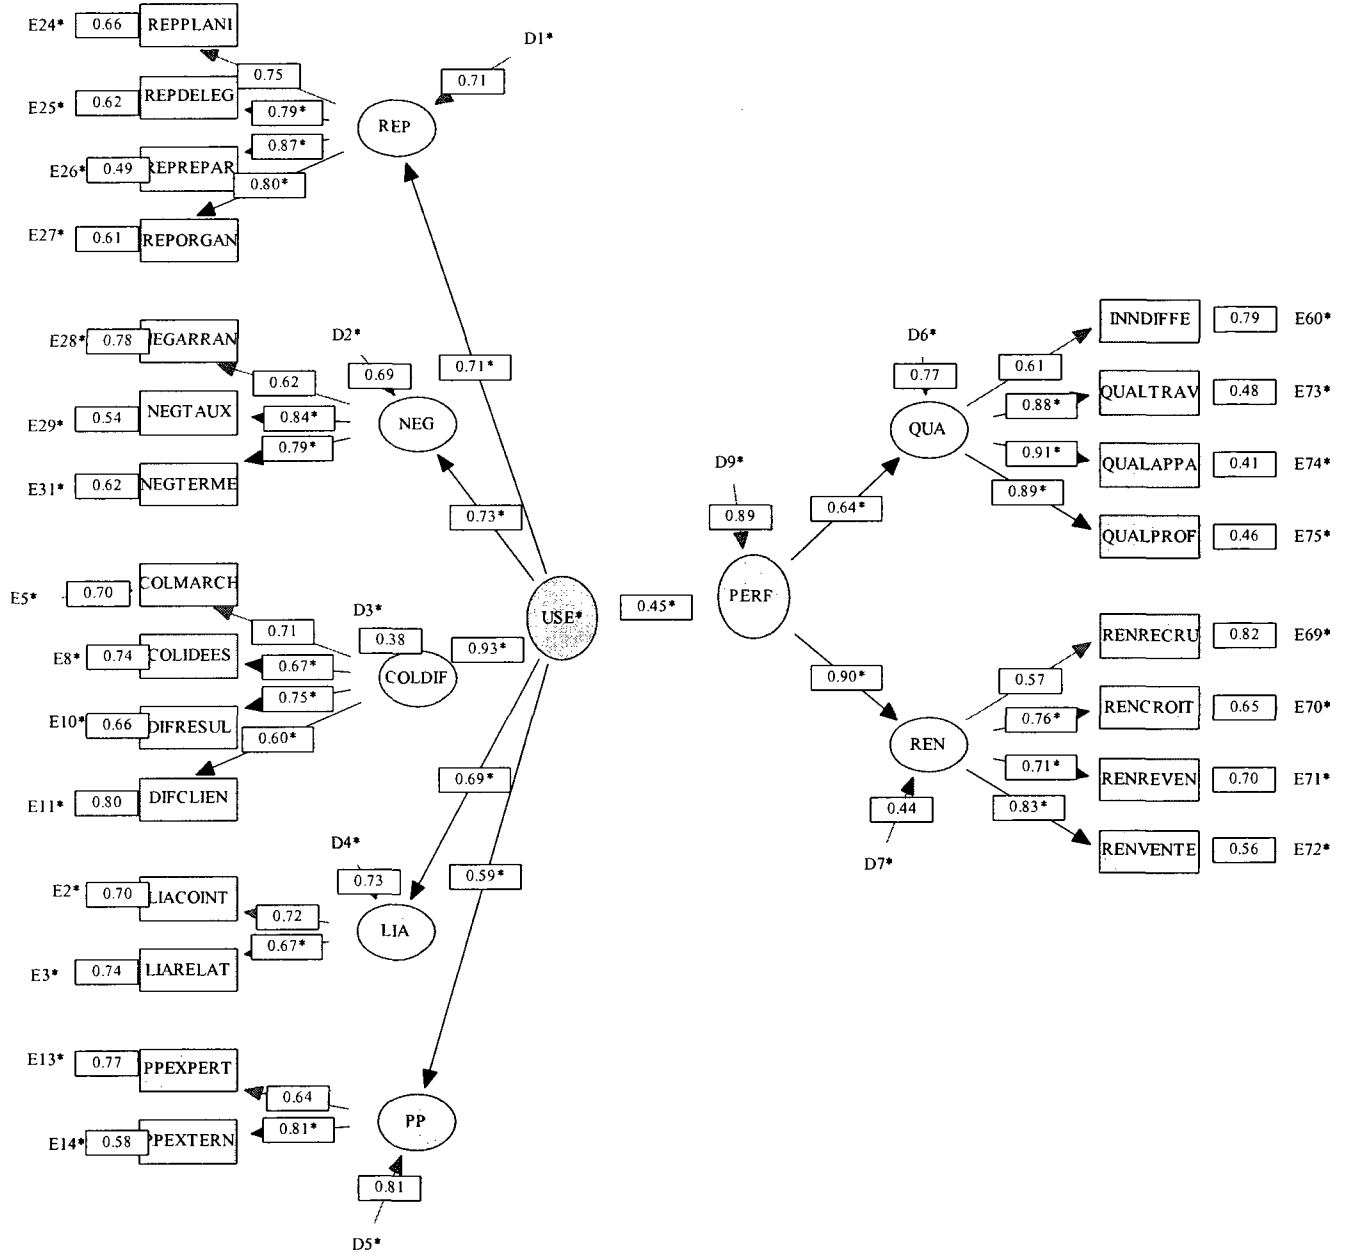 E24* 0.66 REPPLANI
0.75
E25* 0.62 REPDELEG
0.79*
E26* 0.49 REPREPAR
0.87*
0.80*
E27* 0.61 REPORGAN
D1*
0.71
REP
E28* 0.78 NEGARRAN
0.62
E29* 0.54 NEGTAUX
0.84*
0.79*
E31* 0.62 NEGTERME
D2*
0.69
NEG
0.71*
0.73*
E5* 0.70 COLMARCH
0.71
E8* 0.74 COLIDEES
0.67*
E10* 0.66 DIFRESUL
0.75*
0.60*
E11* 0.80 DIFCLIEN
D3*
0.38
COLDIF
0.93*
USE*
0.45*
0.69*
0.59*
E2* 0.70 LIACOINT
0.72
0.67*
E3* 0.74 LIARELAT
D4*
0.73
LIA
E13* 0.77 PPEXPERT
0.64
0.81*
E14* 0.58 PPEXTERN
PP
0.81
D5*
D9*
0.89
PERF
0.64*
0.90*
D6*
0.77
QUA
0.61
INNDIFFE 0.79 E60*
0.88*
QUALTRAV 0.48 E73*
0.91*
QUALAPPA 0.41 E74*
0.89*
QUALPROF 0.46 E75*
REN
0.44
D7*
0.57
RENRECRU 0.82 E69*
0.76*
RENCROIT 0.65 E70*
0.71*
RENREVEN 0.70 E71*
0.83*
RENVENTE 0.56 E72*